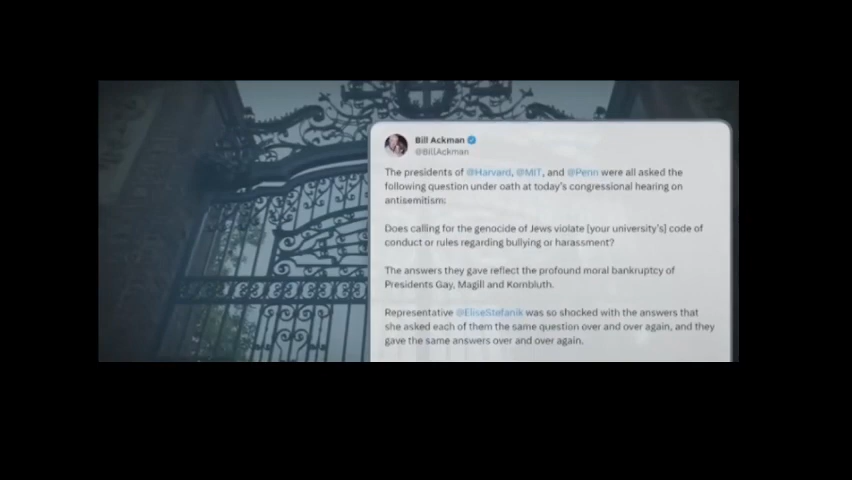 Bill Ackman
@BillAckman
The presidents of @Harvard, @MIT, and @Penn were all asked the
following question under oath at today's congressional hearing on
antisemitism:
Does calling for the genocide of Jews violate [your university's] code of
conduct or rules regarding bullying or harassment?
The answers they gave reflect the profound moral bankruptcy of
Presidents Gay, Magill and Kornbluth.
Representative @EliseStefanik was so shocked with the answers that
she asked each of them the same question over and over again, and they
gave the same answers over and over again.